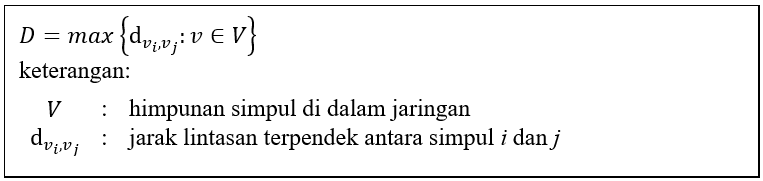 D = max {d_{v_i,v_j}: v ∈ V}
keterangan:
V : himpunan simpul di dalam jaringan
d_{v_i,v_j} : jarak lintasan terpendek antara simpul i dan j